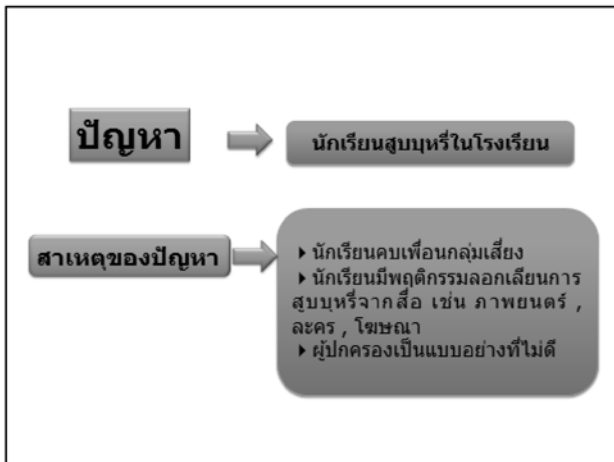 ปัญหา
นักเรียนสูบบุหรี่ในโรงเรียน
สาเหตุของปัญหา
นักเรียนคบเพื่อนกลุ่มเสี่ยง
นักเรียนมีพฤติกรรมลอกเลียนการ
สูบบุหรี่จากสื่อ เช่น ภาพยนตร์ ,
ละคร , โฆษณา
ผู้ปกครองเป็นแบบอย่างที่ไม่ดี